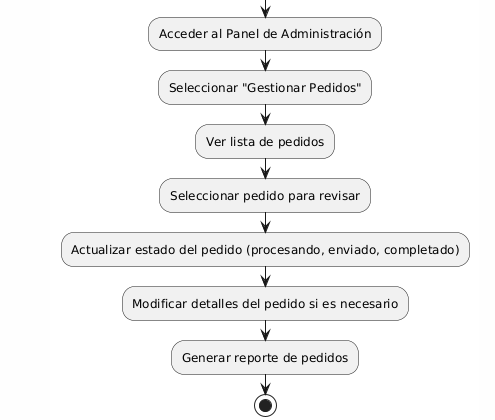 Acceder al Panel de Administración
Seleccionar "Gestionar Pedidos"
Ver lista de pedidos
Seleccionar pedido para revisar
Actualizar estado del pedido (procesando, enviado, completado)
Modificar detalles del pedido si es necesario
Generar reporte de pedidos